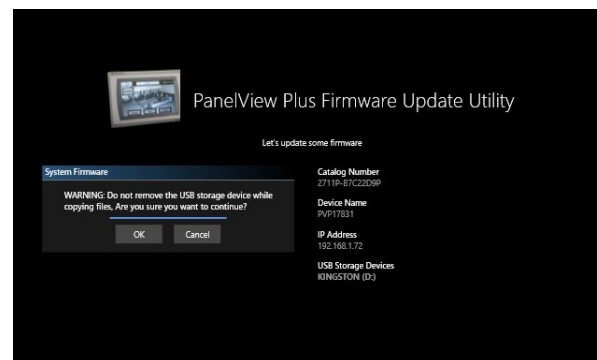 PanelView Plus Firmware Update Utility
Let's update some firmware
System Firmware
WARNING: Do not remove the USB storage device while
copying files, Are you sure you want to continue?
OK
Cancel
Catalog Number
2711P-B7C22D9P
Device Name
PVP17831
IP Address
192.168.1.72
USB Storage Devices
KINGSTON (D:)